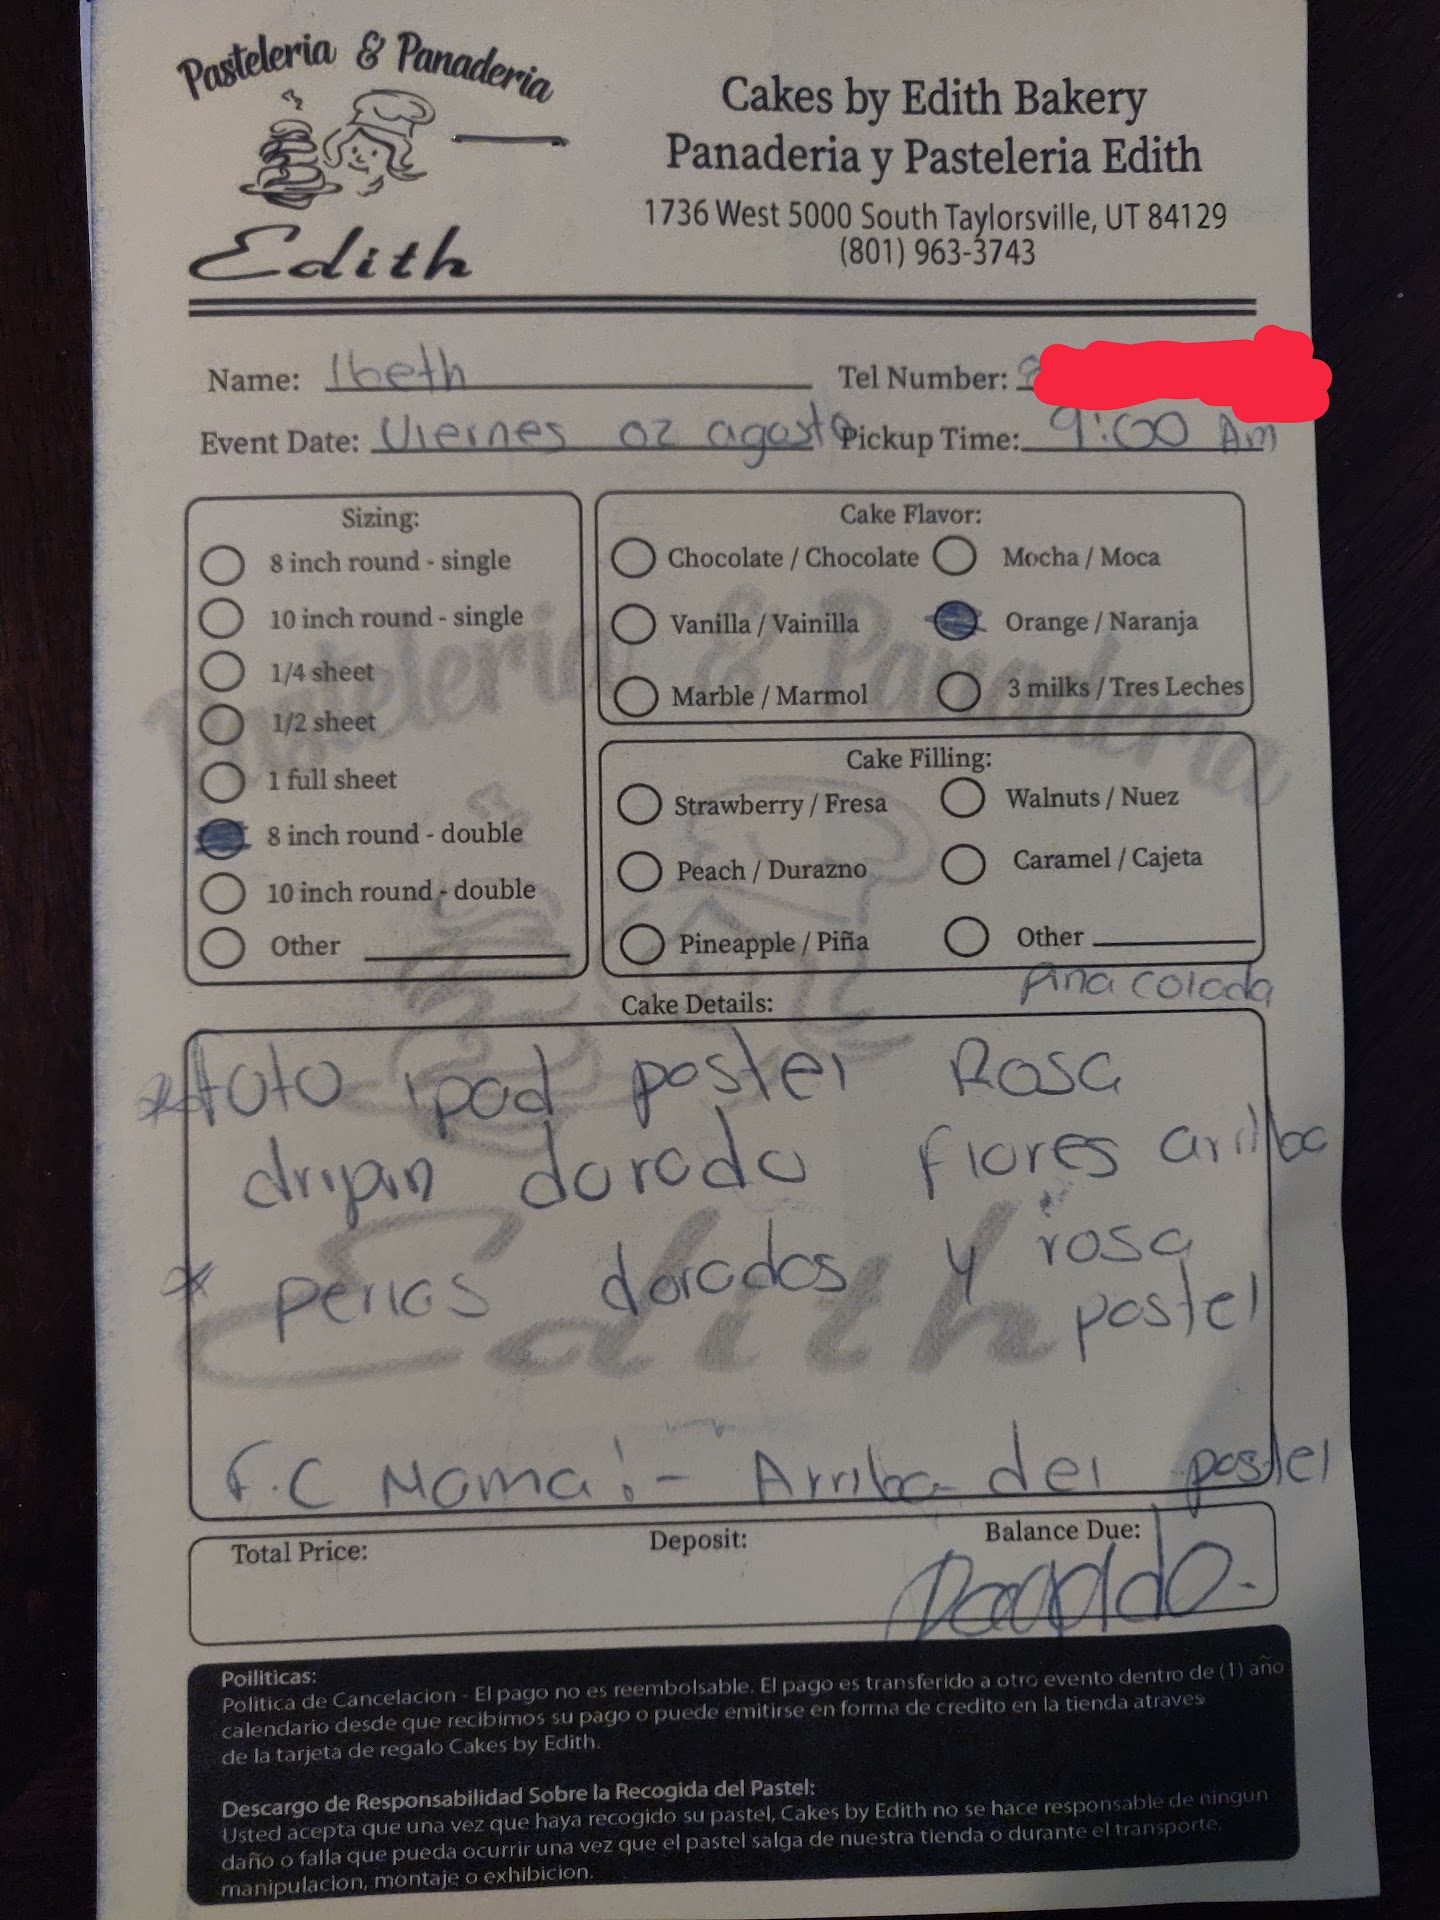 Pasteleria & Panaderia
Edith
Cakes by Edith Bakery
Panaderia y Pasteleria Edith
1736 West 5000 South Taylorsville, UT 84129
(801) 963-3743
Name: Ibeth Tel Number:
Event Date: Viernes 02 agosto Pickup Time: 9:00 Am
Sizing:
8 inch round - single
10 inch round - single
1/4 sheet
1/2 sheet
1 full sheet
8 inch round - double
10 inch round - double
Other
Cake Flavor:
Chocolate / Chocolate Mocha / Moca
Vanilla / Vainilla Orange / Naranja
Marble / Marmol 3 milks / Tres Leches
Cake Filling:
Strawberry / Fresa Walnuts / Nuez
Peach / Durazno Caramel / Cajeta
Pineapple / Piña Other
Piña colada
Cake Details:
*foto ipad pastel Rosa
dripin dorado flores arriba
* perlas dorados y rosa
pastel
F.C Mama!- Arriba del pastel
Total Price: Deposit: Balance Due:
Pasteleria & Panaderia
Edith
Poiliticas:
Politica de Cancelacion - El pago no es reembolsable. El pago es transferido a otro evento dentro de (1) año
calendario desde que recibimos su pago o puede emitirse en forma de credito en la tienda atraves
de la tarjeta de regalo Cakes by Edith.
Descargo de Responsabilidad Sobre la Recogida del Pastel:
Usted acepta que una vez que haya recogido su pastel, Cakes by Edith no se hace responsable de ningun
daño o falla que pueda ocurrir una vez que el pastel salga de nuestra tienda o durante el transporte,
manipulacion, montaje o exhibicion.